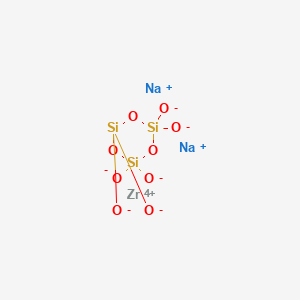 Na +
O -
O
Si Si O -
Na +
O O
Si
- O O -
Zr 4+
O - O -